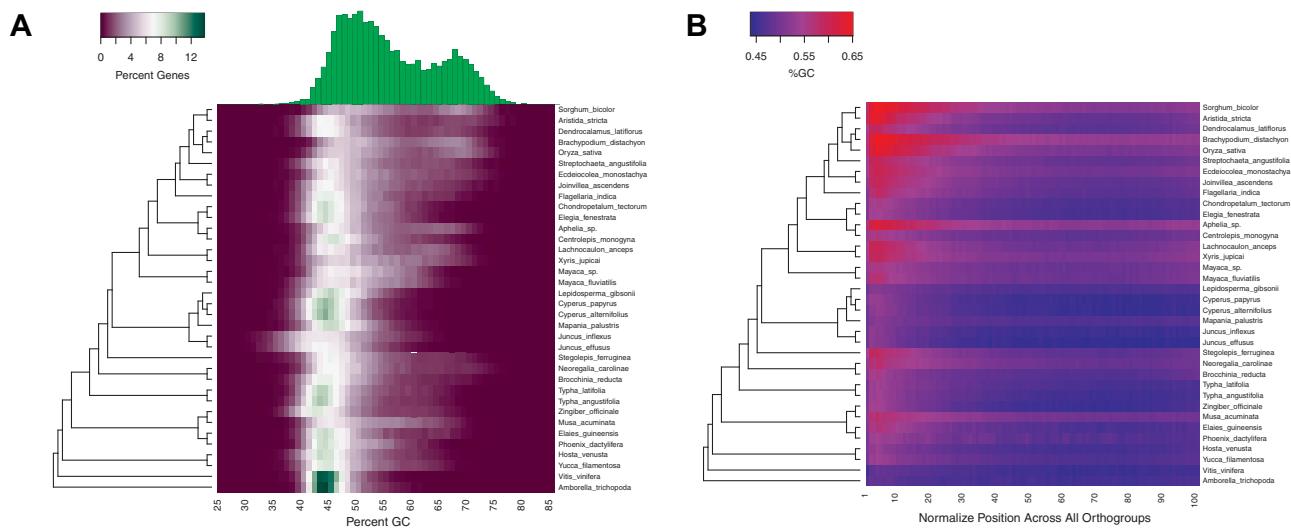 A
0 4 8 12
Percent Genes
Sorghum_bicolor
Aristida_stricta
Dendrocalamus_latiflorus
Brachypodium_distachyon
Oryza_sativa
Streptochaeta_angustifolia
Ecdeiocolea_monostachya
Joinvillea_ascendens
Flagellaria_indica
Chondropetalum_tectorum
Elegia_fenestrata
Aphelia_sp.
Centrolepis_monogyna
Lachnocaulon_anceps
Xyris_jupicai
Mayaca_sp.
Mayaca_fluviatilis
Lepidosperma_gibsonii
Cyperus_papyrus
Cyperus_alternifolius
Mapania_palustris
Juncus_inflexus
Juncus_effusus
Stegolepis_ferruginea
Neoregalia_carolinae
Brocchinia_reducta
Typha_latifolia
Typha_angustifolia
Zingiber_officinale
Musa_acuminata
Elaies_guineensis
Phoenix_dactylifera
Hosta_venusta
Yucca_filamentosa
Vitis_vinifera
Amborella_trichopoda
25 30 35 40 45 50 55 60 65 70 75 80 85
Percent GC
B
0.45 0.55 0.65
%GC
Sorghum_bicolor
Aristida_stricta
Dendrocalamus_latiflorus
Brachypodium_distachyon
Oryza_sativa
Streptochaeta_angustifolia
Ecdeiocolea_monostachya
Joinvillea_ascendens
Flagellaria_indica
Chondropetalum_tectorum
Elegia_fenestrata
Aphelia_sp.
Centrolepis_monogyna
Lachnocaulon_anceps
Xyris_jupicai
Mayaca_sp.
Mayaca_fluvatilis
Lepidosperma_gibsonii
Cyperus_papyrus
Cyperus_alternifolius
Mapania_palustris
Juncus_inflexus
Juncus_effusus
Stegolepis_ferruginea
Neoregalia_carolinae
Brocchinia_reducta
Typha_latifolia
Typha_angustifolia
Zingiber_officinale
Musa_acuminata
Elaies_guineensis
Phoenix_dactylifera
Hosta_venusta
Yucca_filamentosa
Vitis_vinifera
Amborella_trichopoda
1 10 20 30 40 50 60 70 80 90 100
Normalize Position Across All Orthogroups